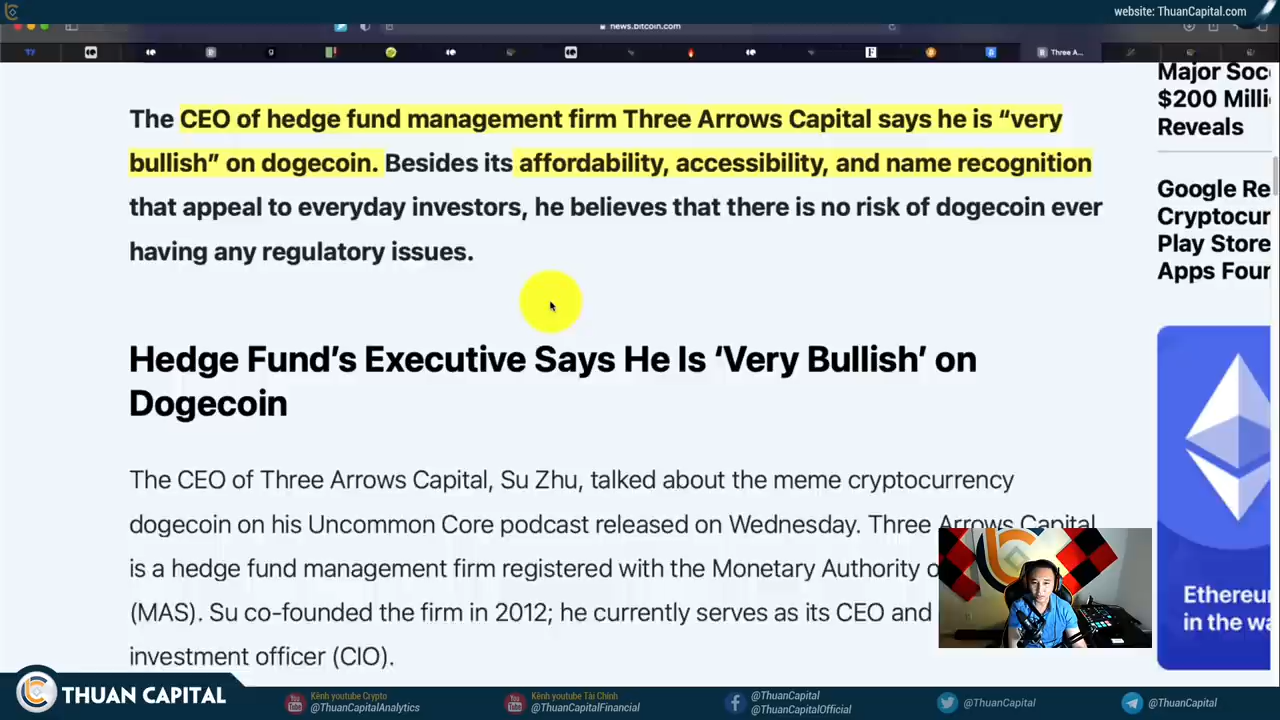 website: ThuanCapital.com
news.bitcoin.com
Three A...
The CEO of hedge fund management firm Three Arrows Capital says he is “very
bullish” on dogecoin. Besides its affordability, accessibility, and name recognition
that appeal to everyday investors, he believes that there is no risk of dogecoin ever
having any regulatory issues.
Hedge Fund’s Executive Says He Is ‘Very Bullish’ on
Dogecoin
The CEO of Three Arrows Capital, Su Zhu, talked about the meme cryptocurrency
dogecoin on his Uncommon Core podcast released on Wednesday. Three Arrows Capital
is a hedge fund management firm registered with the Monetary Authority
(MAS). Su co-founded the firm in 2012; he currently serves as its CEO and
investment officer (CIO).
Major Soc
$200 Milli
Reveals
Google Re
Cryptocur
Play Store
Apps Four
Ethereu
in the wa
THUAN CAPITAL
Kênh youtube Crypto
@ThuanCapitalAnalytics
Kênh youtube Tài Chính
@ThuanCapitalFinancial
@ThuanCapital
@ThuanCapitalOfficial
@ThuanCapital
@ThuanCapital